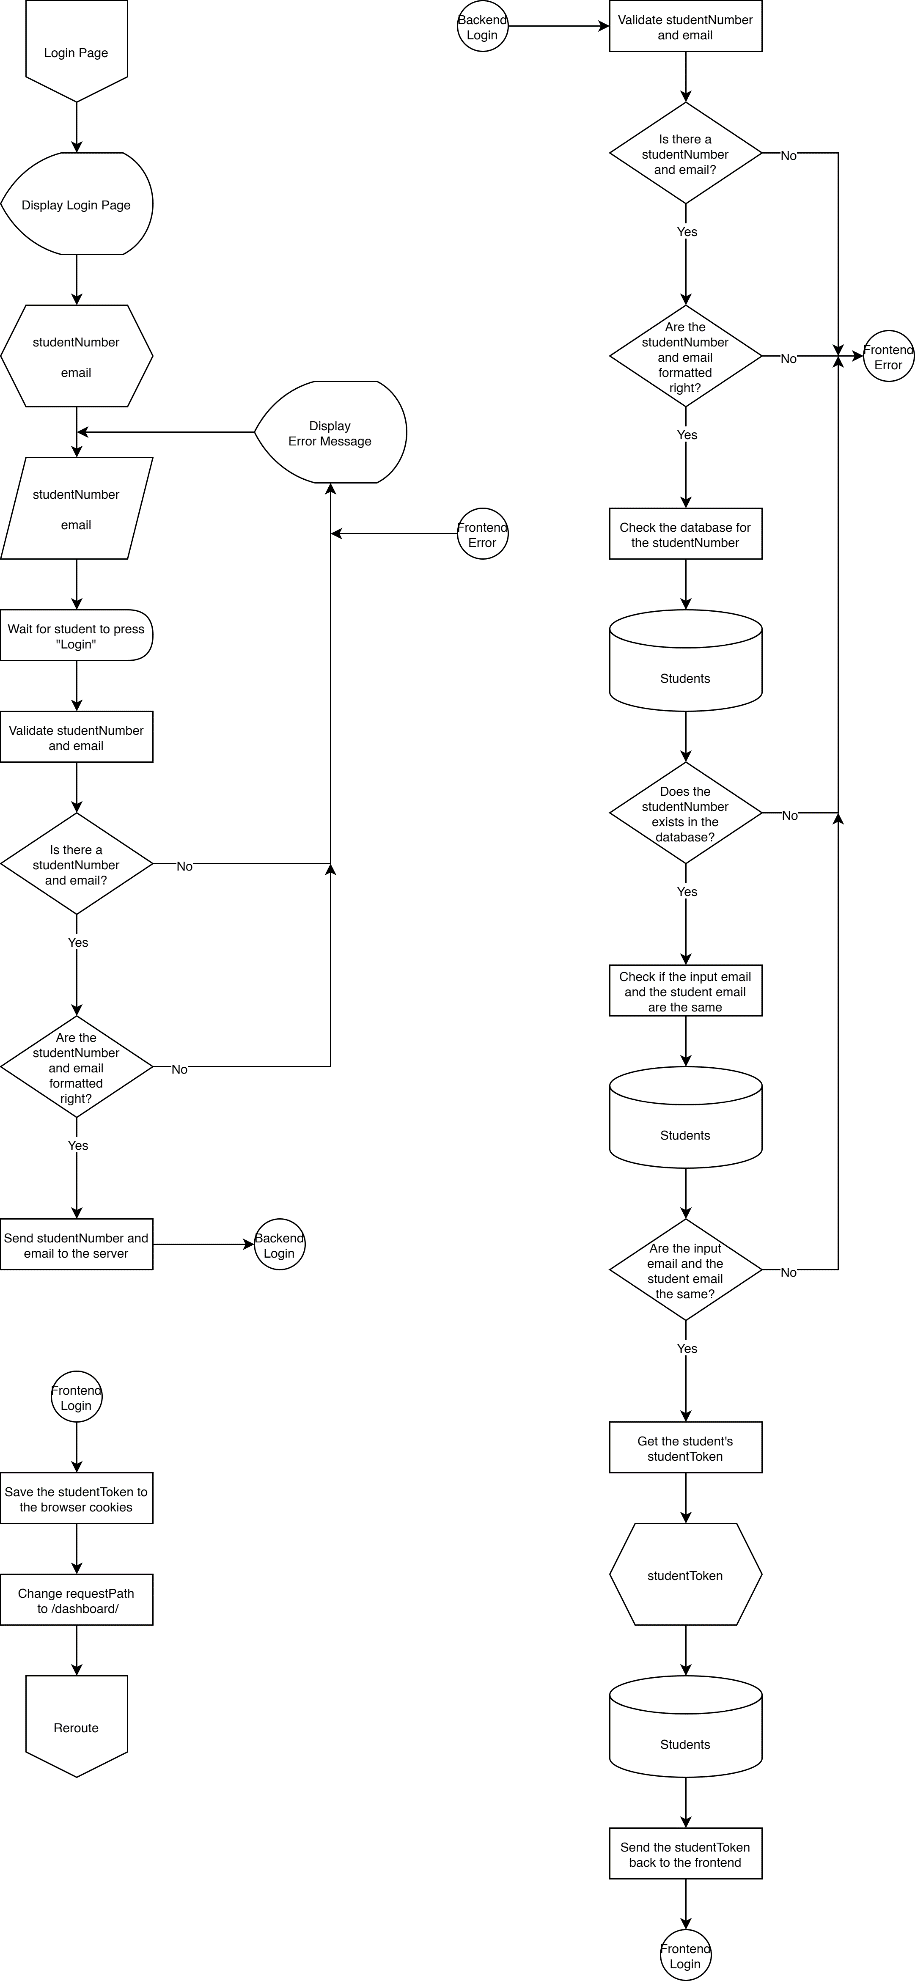 Login Page
Display Login Page
studentNumber
email
Display
Error Message
studentNumber
email
Frontend
Error
Wait for student to press
"Login"
Validate studentNumber
and email
Is there a
studentNumber
and email?
No
Yes
Are the
studentNumber
and email
formatted
right?
No
Yes
Send studentNumber and
email to the server
Backend
Login
Frontend
Login
Save the studentToken to
the browser cookies
Change requestPath
to /dashboard/
Reroute
Backend
Login
Validate studentNumber
and email
Is there a
studentNumber
and email?
No
Yes
Are the
studentNumber
and email
formatted
right?
No
Frontend
Error
Yes
Check the database for
the studentNumber
Students
Does the
studentNumber
exists in the
database?
No
Yes
Check if the input email
and the student email
are the same
Students
Are the input
email and the
student email
the same?
No
Yes
Get the student's
studentToken
studentToken
Students
Send the studentToken
back to the frontend
Frontend
Login